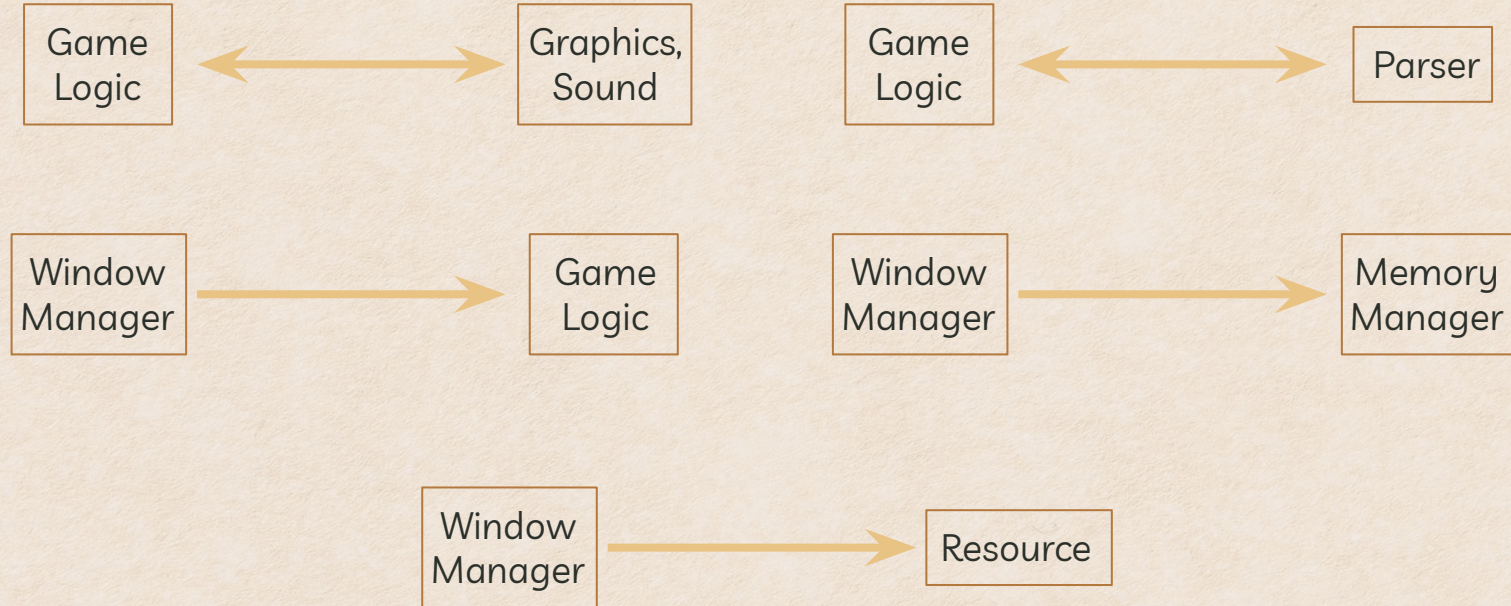 Game
Logic
Graphics,
Sound
Game
Logic
Parser
Window
Manager
Game
Logic
Window
Manager
Memory
Manager
Window
Manager
Resource